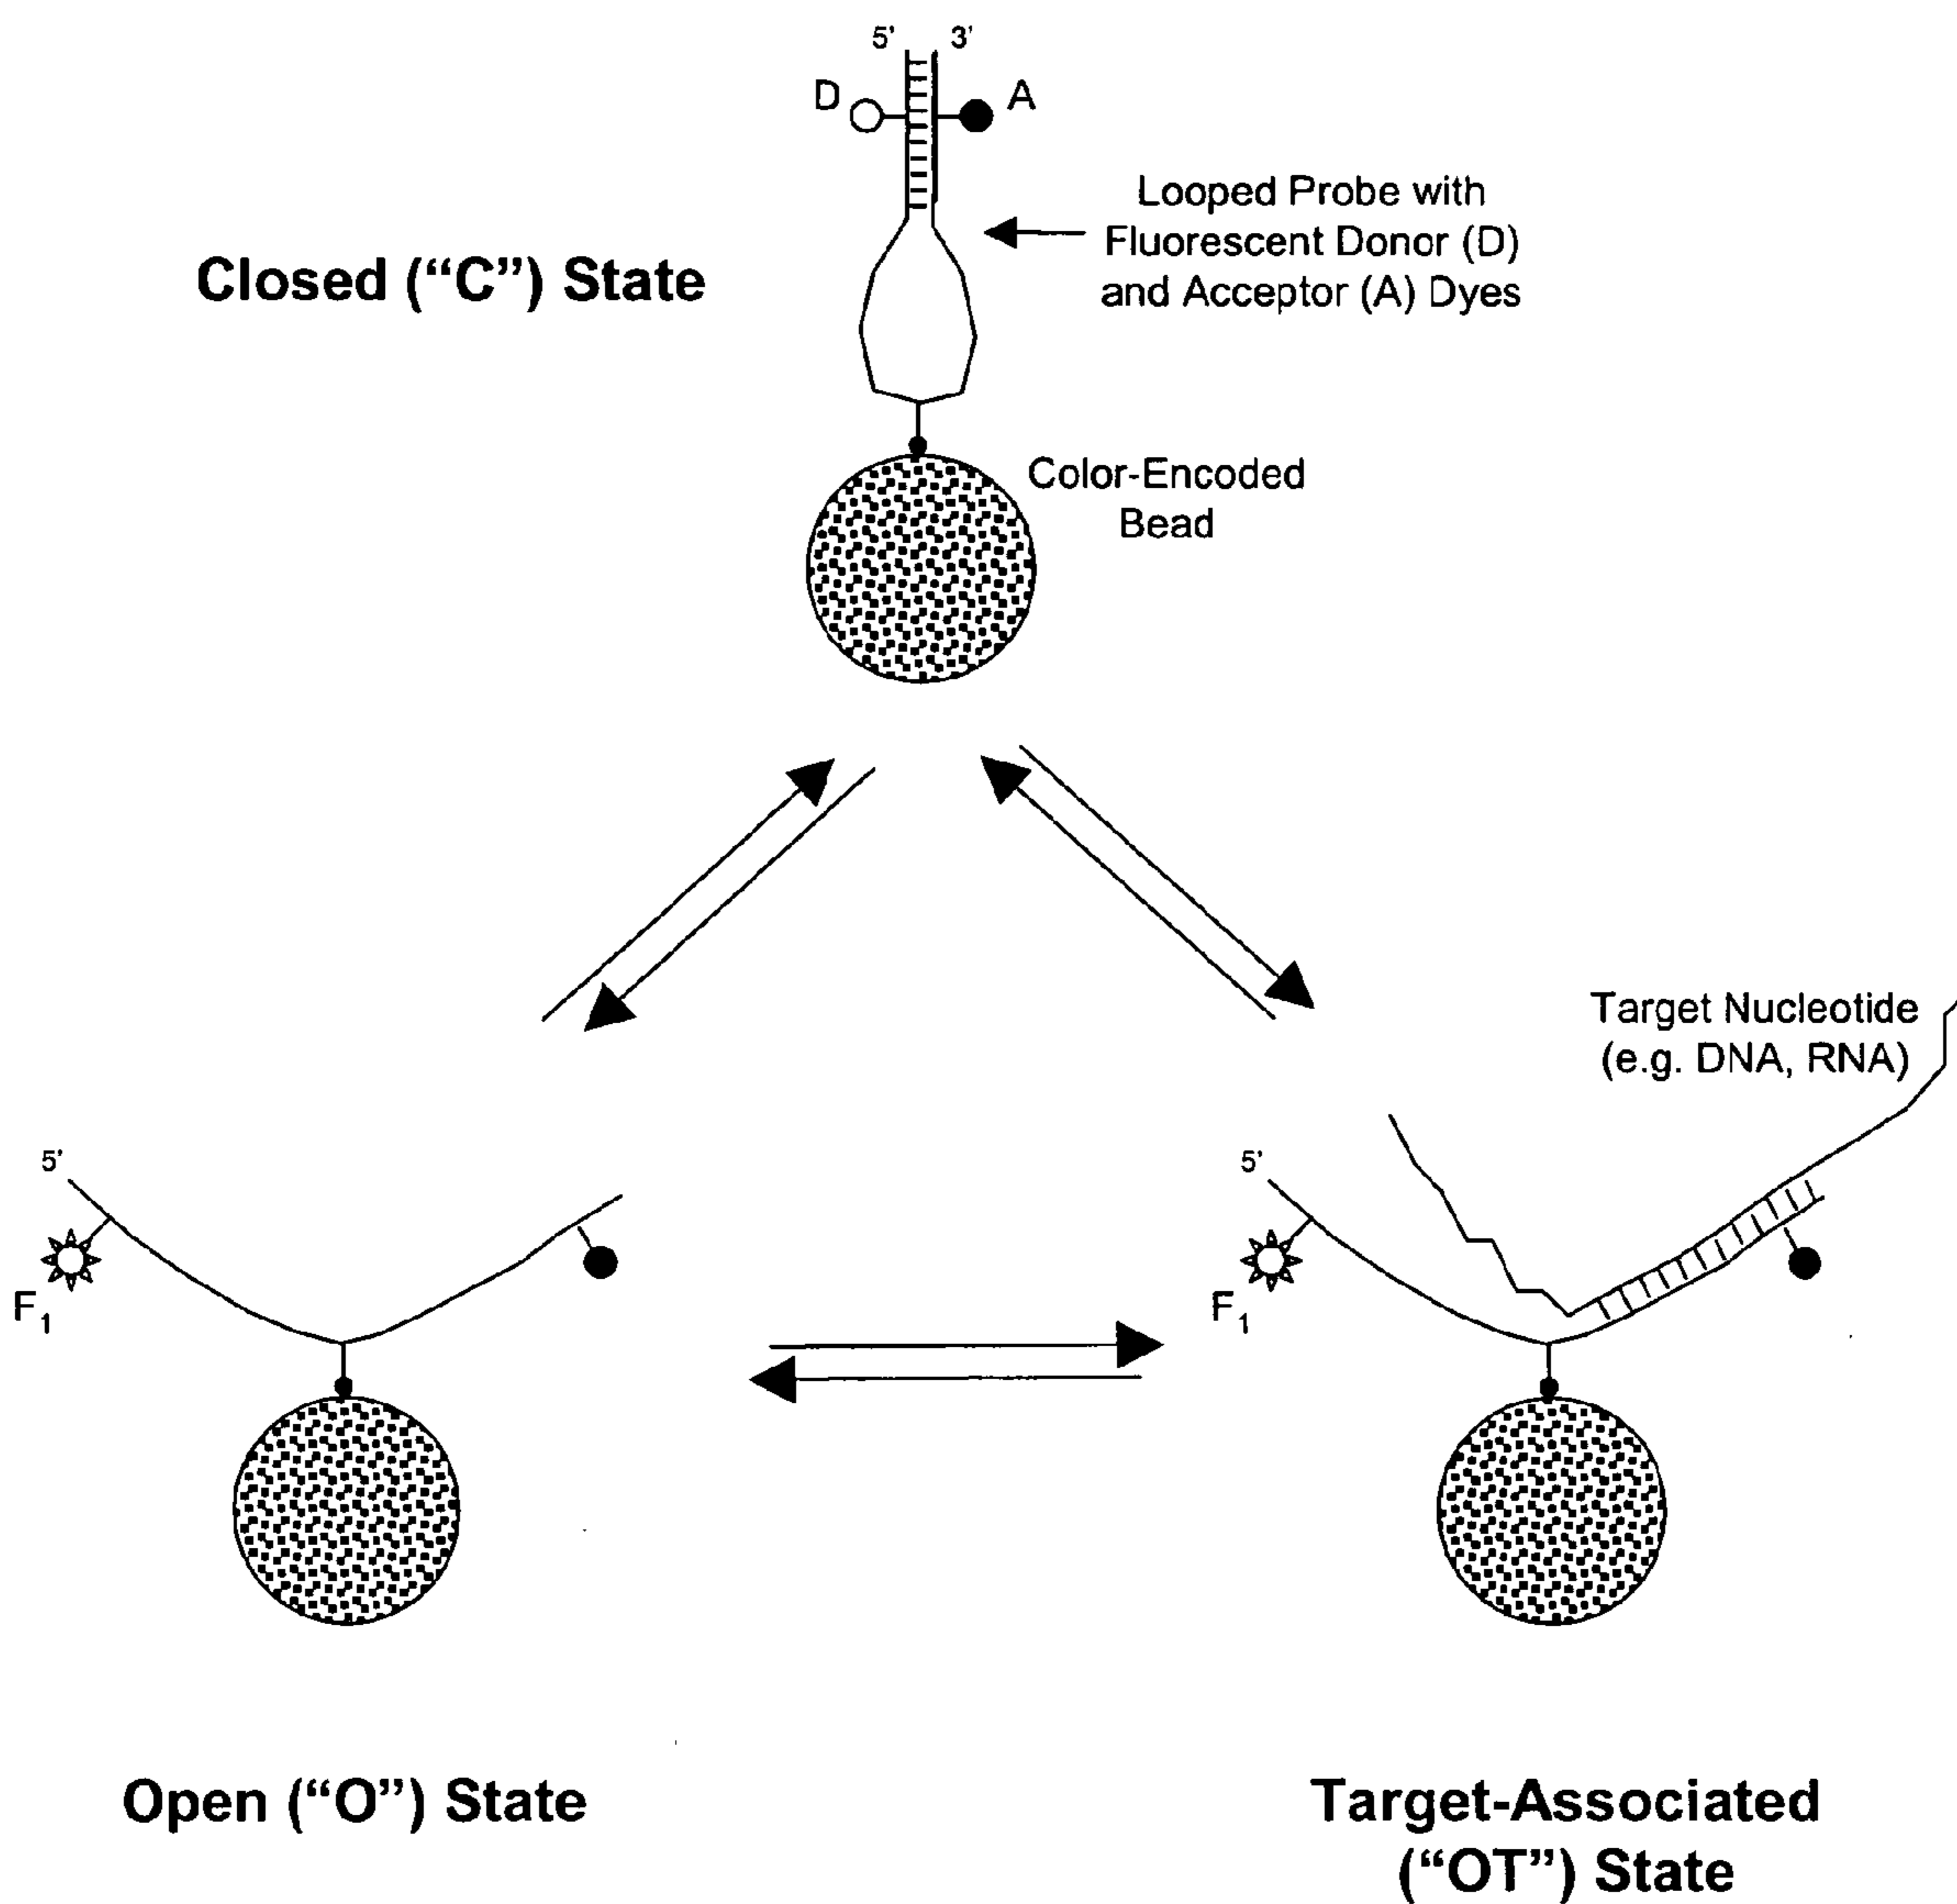 5' 3'
D A
Looped Probe with
Fluorescent Donor (D)
and Acceptor (A) Dyes
Closed (“C”) State
Color-Encoded
Bead
Target Nucleotide
(e.g. DNA, RNA)
5' 5'
F1 F1
Open (“O”) State
Target-Associated
(“OT”) State